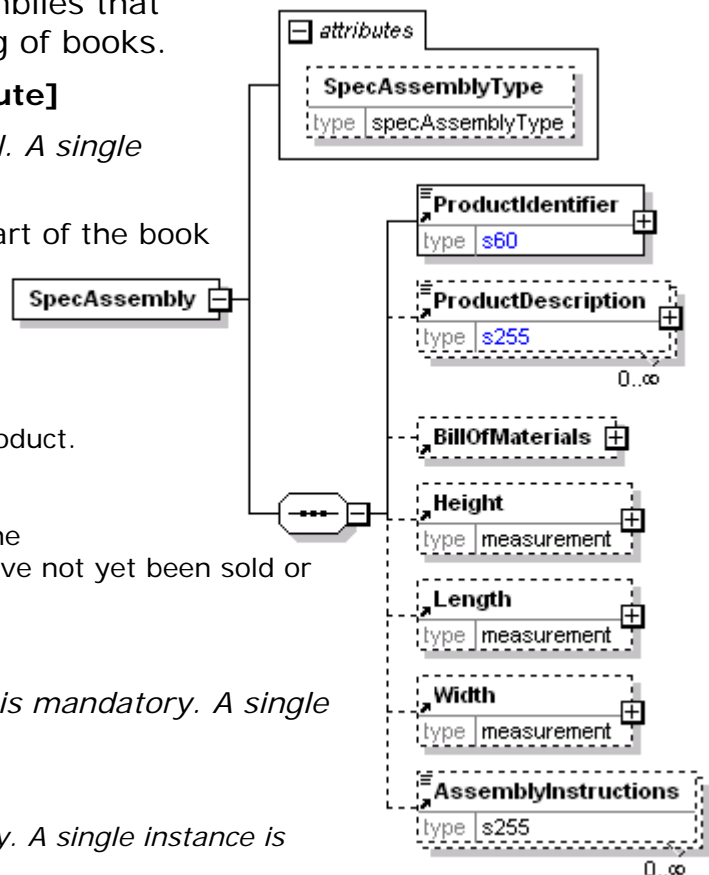 mblies that
g of books.
ute]
l. A single
art of the book
oduct.
ne
ve not yet been sold or
is mandatory. A single
y. A single instance is
attributes
SpecAssemblyType
type specAssemblyType
SpecAssembly
ProductIdentifier
type s60
ProductDescription
type s255
0..∞
BillOfMaterials
Height
type measurement
Length
type measurement
Width
type measurement
AssemblyInstructions
type s255
0..∞